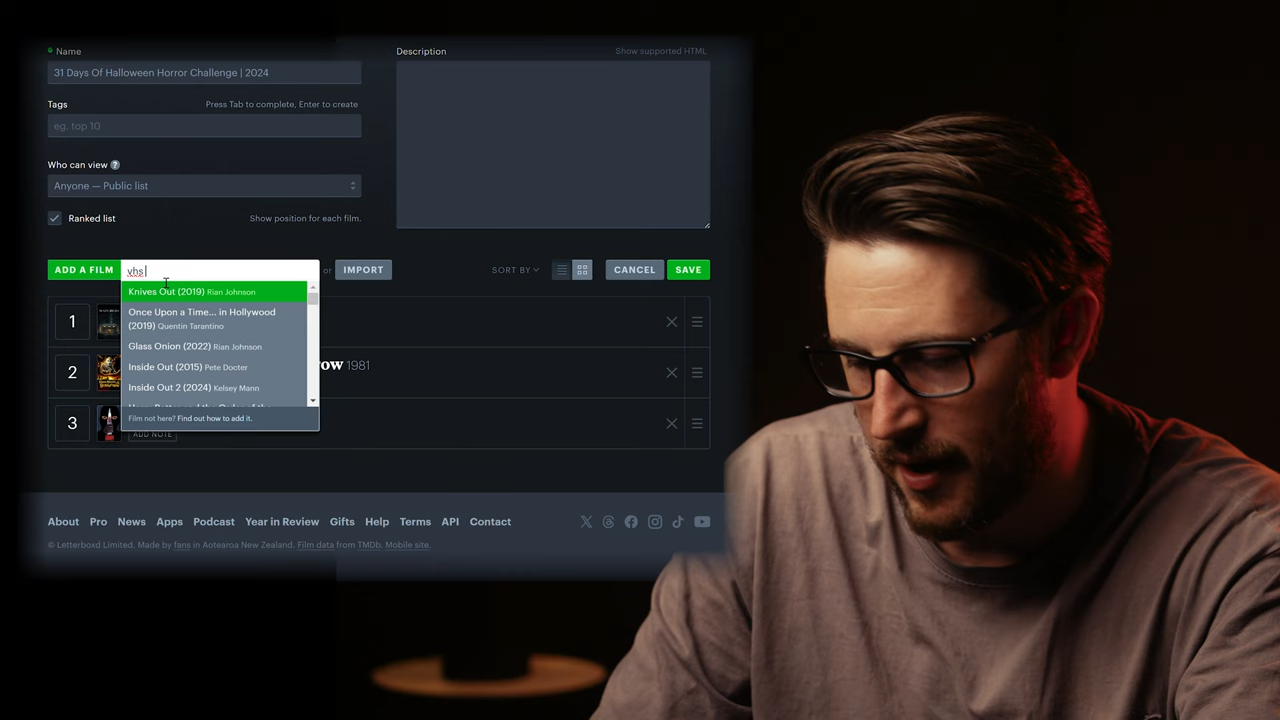 Name
31 Days Of Halloween Horror Challenge | 2024
Tags
Press Tab to complete, Enter to create
eg. top 10
Who can view ?
Anyone — Public list
Ranked list
Show position for each film.
Description
Show supported HTML
ADD A FILM
vhs
or
IMPORT
SORT BY
CANCEL
SAVE
Knives Out (2019) Rian Johnson
Once Upon a Time... in Hollywood
(2019) Quentin Tarantino
Glass Onion (2022) Rian Johnson
Inside Out (2015) Pete Docter
Inside Out 2 (2024) Kelsey Mann
Film not here? Find out how to add it.
1
2
row 1981
3
ADD NOTE
About Pro News Apps Podcast Year in Review Gifts Help Terms API Contact
© Letterboxd Limited. Made by fans in Aotearoa New Zealand. Film data from TMDb. Mobile site.